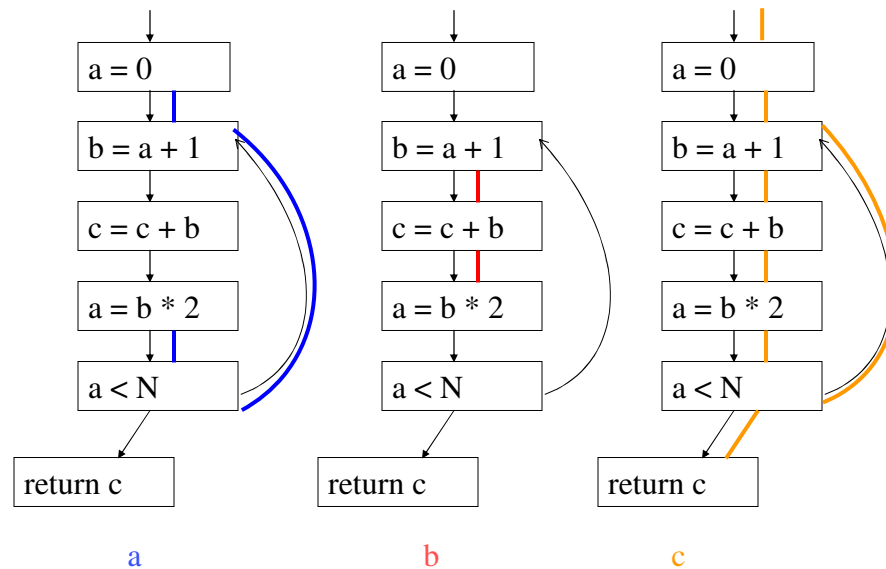 a = 0
b = a + 1
c = c + b
a = b * 2
a < N
return c
a
a = 0
b = a + 1
c = c + b
a = b * 2
a < N
return c
b
a = 0
b = a + 1
c = c + b
a = b * 2
a < N
return c
c